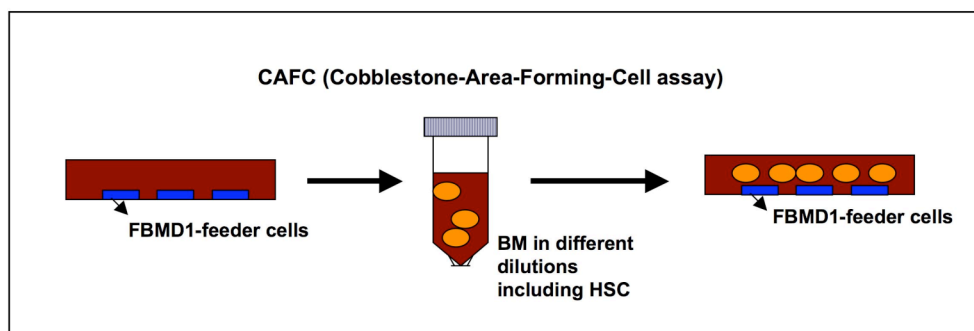 CAFC (Cobblestone-Area-Forming-Cell assay)
FBMD1-feeder cells
BM in different
dilutions
including HSC
FBMD1-feeder cells